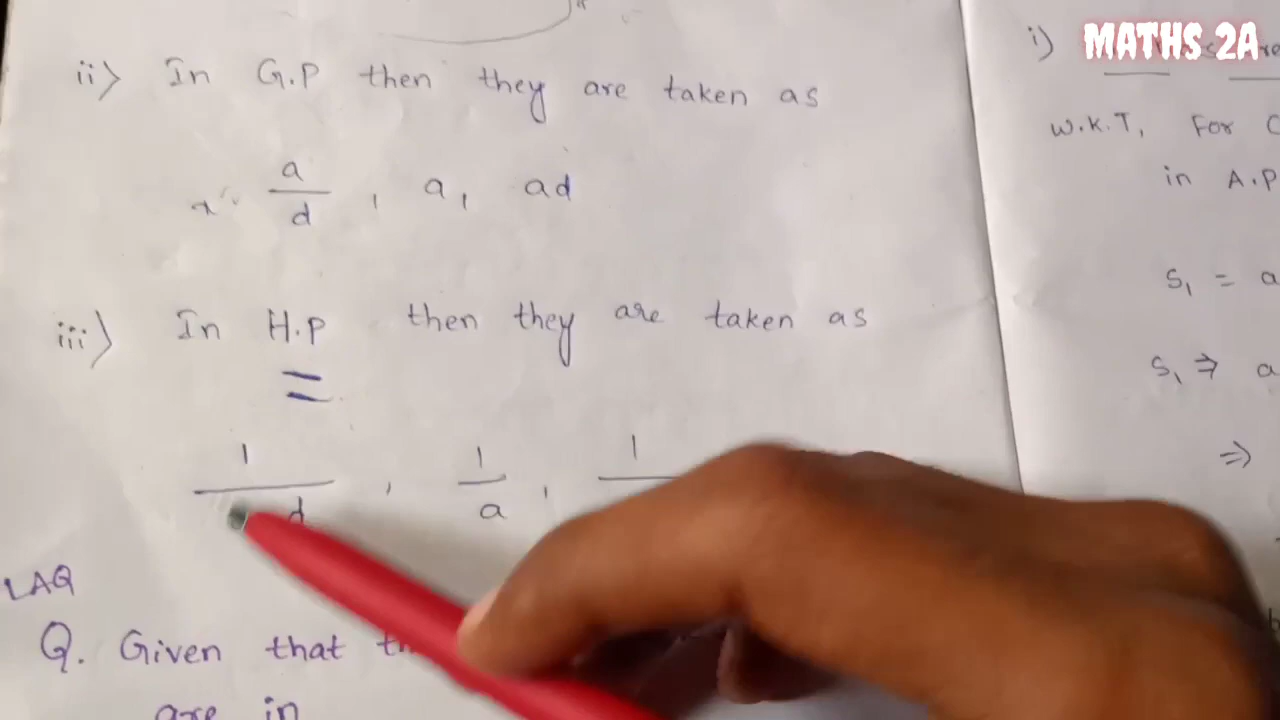 ii) In G.P then they are taken as
a/d, a, ad
iii) In H.P then they are taken as
1/ d, 1/a, 1/
LAQ
Q. Given that
are in
MATHS 2A
i)
W.K.T, For
in A.P
S₁ = a
S₁ ⇒ a
⇒